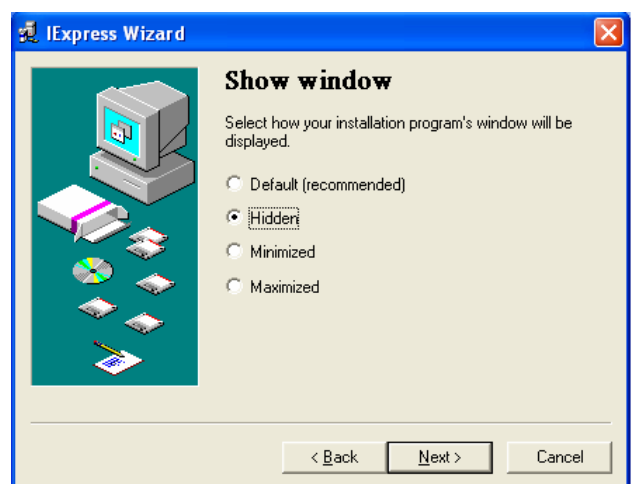 IExpress Wizard
Show window
Select how your installation program's window will be
displayed.
Default (recommended)
Hidden
Minimized
Maximized
< Back
Next >
Cancel